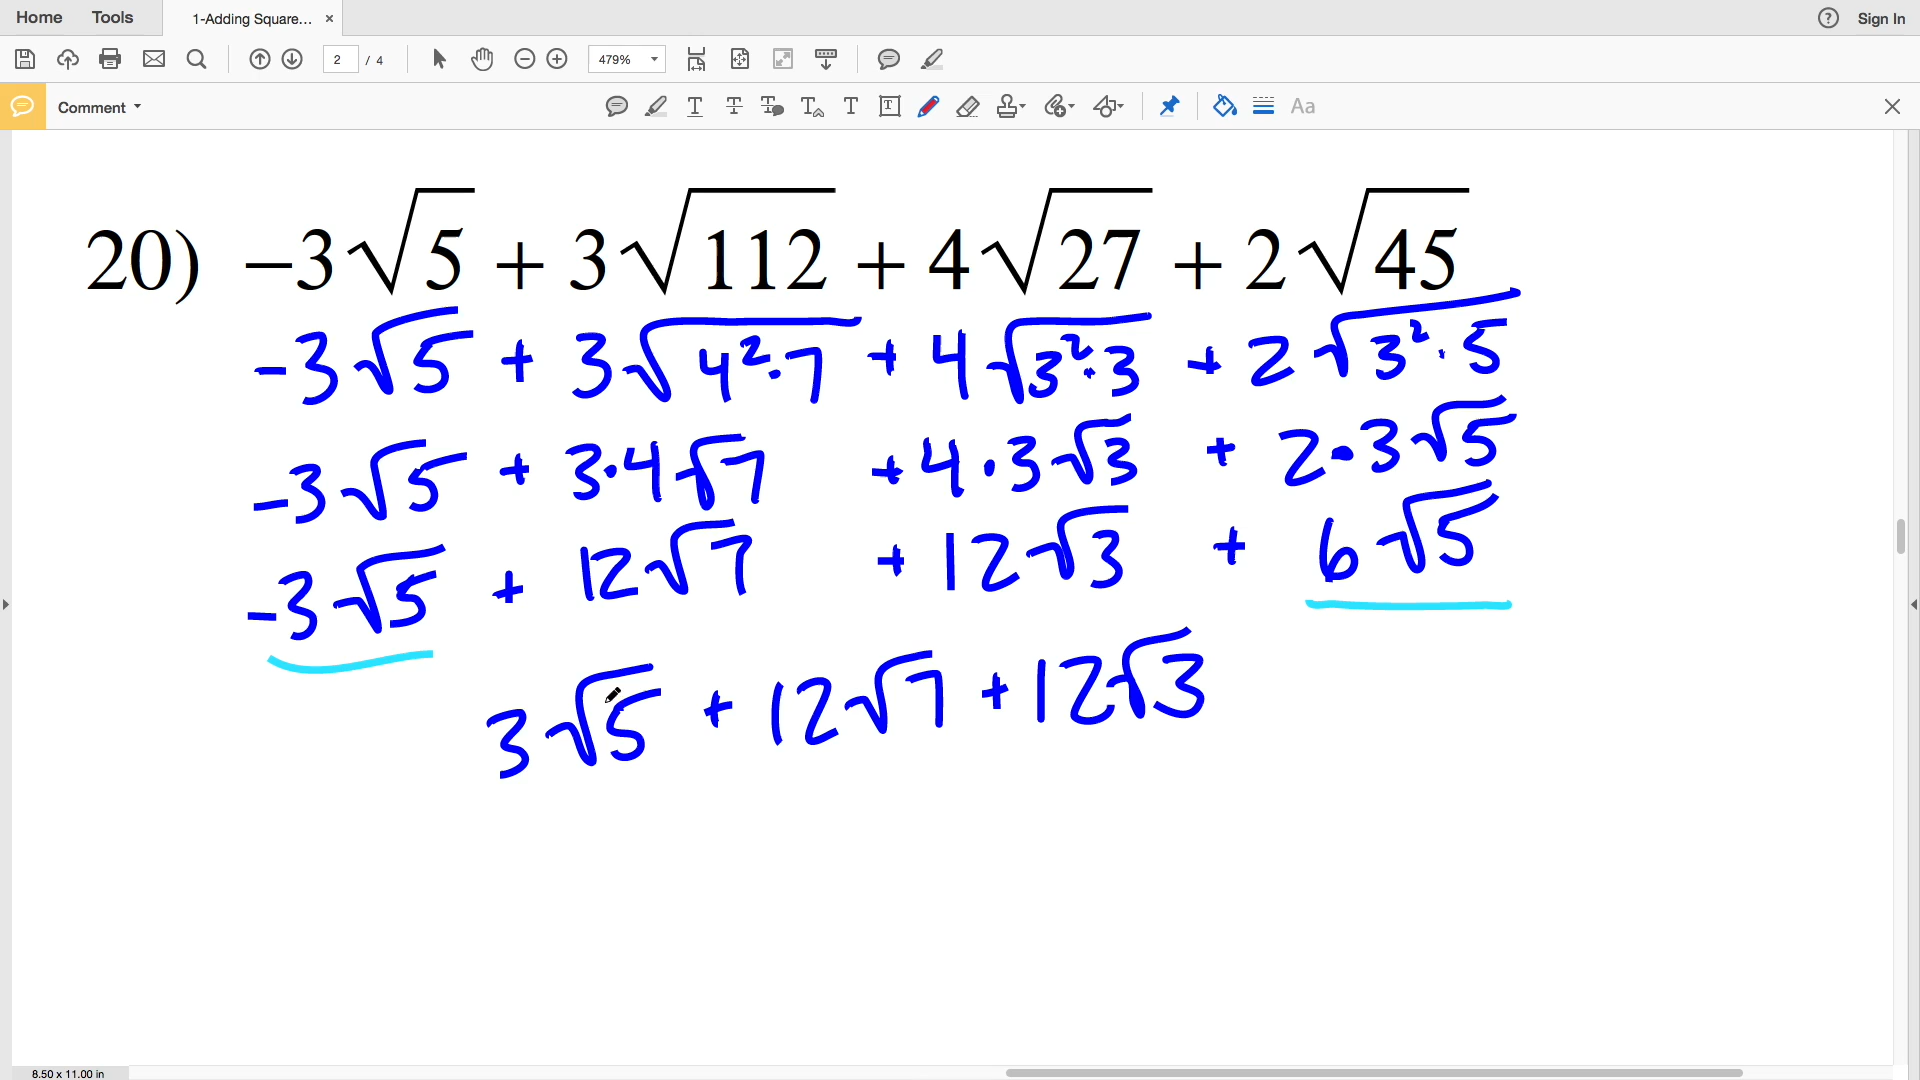 Home Tools 1-Adding Square... × ? Sign In
2 / 4 479%
Comment T T T T T T Aa ×
20) −3√5 + 3√112 + 4√27 + 2√45
-3√5 + 3√(4²·7) + 4√(3²·3) + 2√(3²·5)
-3√5 + 3·4√7 + 4·3√3 + 2·3√5
-3√5 + 12√7 + 12√3 + 6√5
3√5 + 12√7 + 12√3
8.50 x 11.00 in